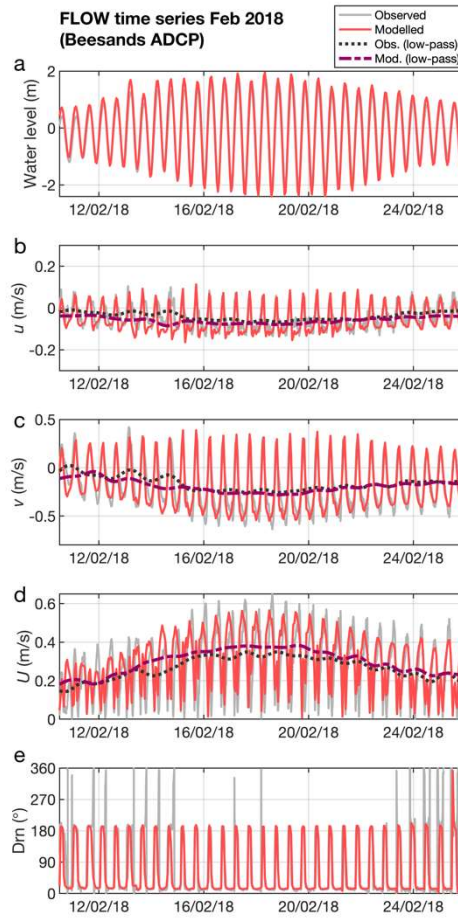 FLOW time series Feb 2018
(Beesands ADCP)
Observed
Modelled
Obs. (low-pass)
Mod. (low-pass)
a
Water level (m)
2
0
-2
12/02/18 16/02/18 20/02/18 24/02/18
b
u (m/s)
0.2
0
-0.2
12/02/18 16/02/18 20/02/18 24/02/18
c
v (m/s)
0.5
0
-0.5
12/02/18 16/02/18 20/02/18 24/02/18
d
U (m/s)
0.6
0.4
0.2
0
12/02/18 16/02/18 20/02/18 24/02/18
e
Drn (°)
360
270
180
90
0
12/02/18 16/02/18 20/02/18 24/02/18